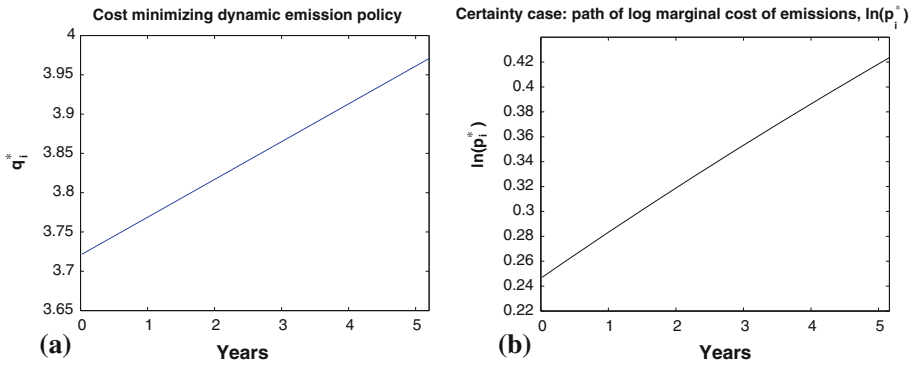 Cost minimizing dynamic emission policy
4
3.95
3.9
3.85
3.8
3.75
3.7
3.65
q*i
0 1 2 3 4 5
Years
(a)
Certainty case: path of log marginal cost of emissions, ln(p*i)
0.42
0.4
0.38
0.36
0.34
0.32
0.3
0.28
0.26
0.24
0.22
ln(p*i)
0 1 2 3 4 5
Years
(b)